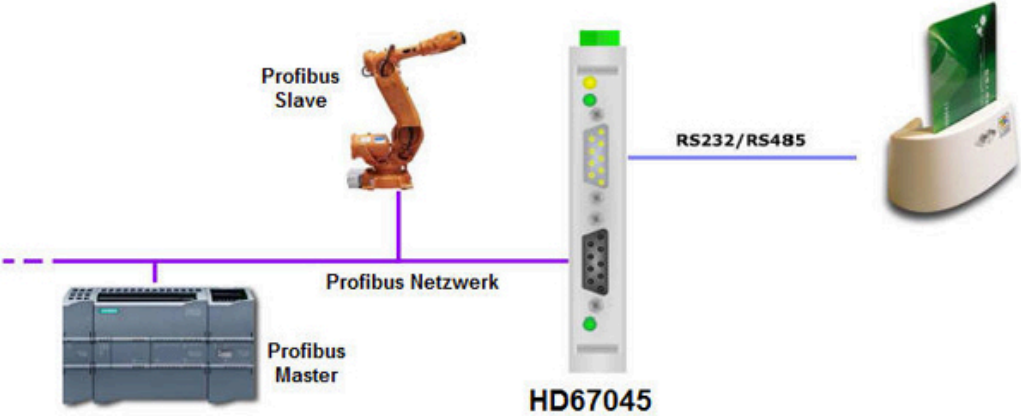 Profibus
Slave
RS232/RS485
Profibus Netzwerk
Profibus
Master
HD67045